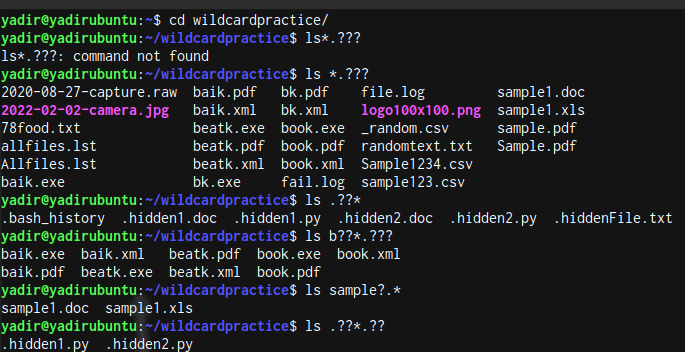 yadir@yadirubuntu:~$ cd wildcardpractice/
yadir@yadirubuntu:~/wildcardpractice$ ls*.???
ls*.???: command not found
yadir@yadirubuntu:~/wildcardpractice$ ls *.???
2020-08-27-capture.raw  baik.pdf   bk.pdf    file.log        sample1.doc
2022-02-02-camera.jpg   baik.xml   bk.xml    logo100x100.png  sample1.xls
78food.txt              beatk.exe  book.exe  _random.csv     sample.pdf
allfiles.lst            beatk.pdf  book.pdf  randomtext.txt  Sample.pdf
Allfiles.lst            beatk.xml  book.xml  Sample1234.csv
baik.exe                bk.exe     fail.log  sample123.csv
yadir@yadirubuntu:~/wildcardpractice$ ls .??*
.bash_history  .hidden1.doc  .hidden1.py  .hidden2.doc  .hidden2.py  .hiddenFile.txt
yadir@yadirubuntu:~/wildcardpractice$ ls b??*.???
baik.exe  baik.xml   beatk.pdf  book.exe  book.xml
baik.pdf  beatk.exe  beatk.xml  book.pdf
yadir@yadirubuntu:~/wildcardpractice$ ls sample?.*
sample1.doc  sample1.xls
yadir@yadirubuntu:~/wildcardpractice$ ls .??*.??
.hidden1.py  .hidden2.py